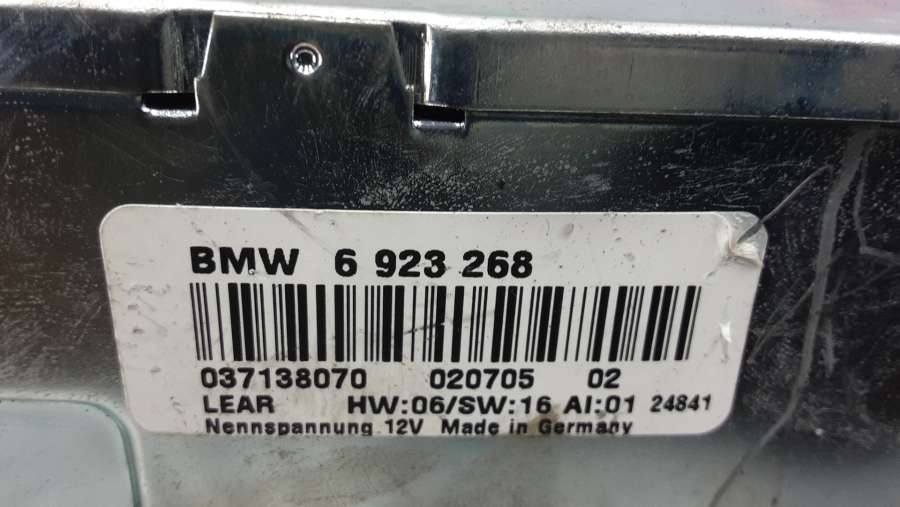 BMW 6 923 268
037138070 020705 02
LEAR HW:06/SW:16 AI:01 24841
Nennspannung 12V Made in Germany